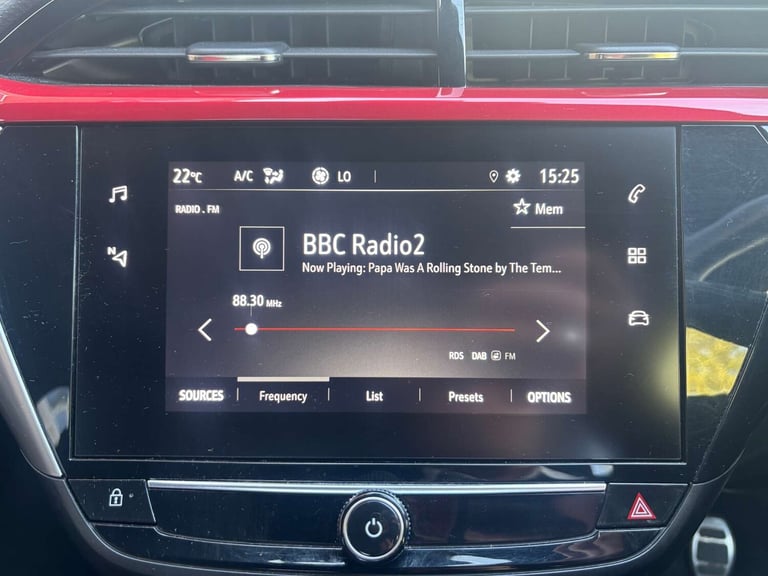 22°C A/C LO 15:25
RADIO . FM
Mem
BBC Radio2
Now Playing: Papa Was A Rolling Stone by The Tem...
88.30 MHz
RDS DAB FM
SOURCES Frequency List Presets OPTIONS
N